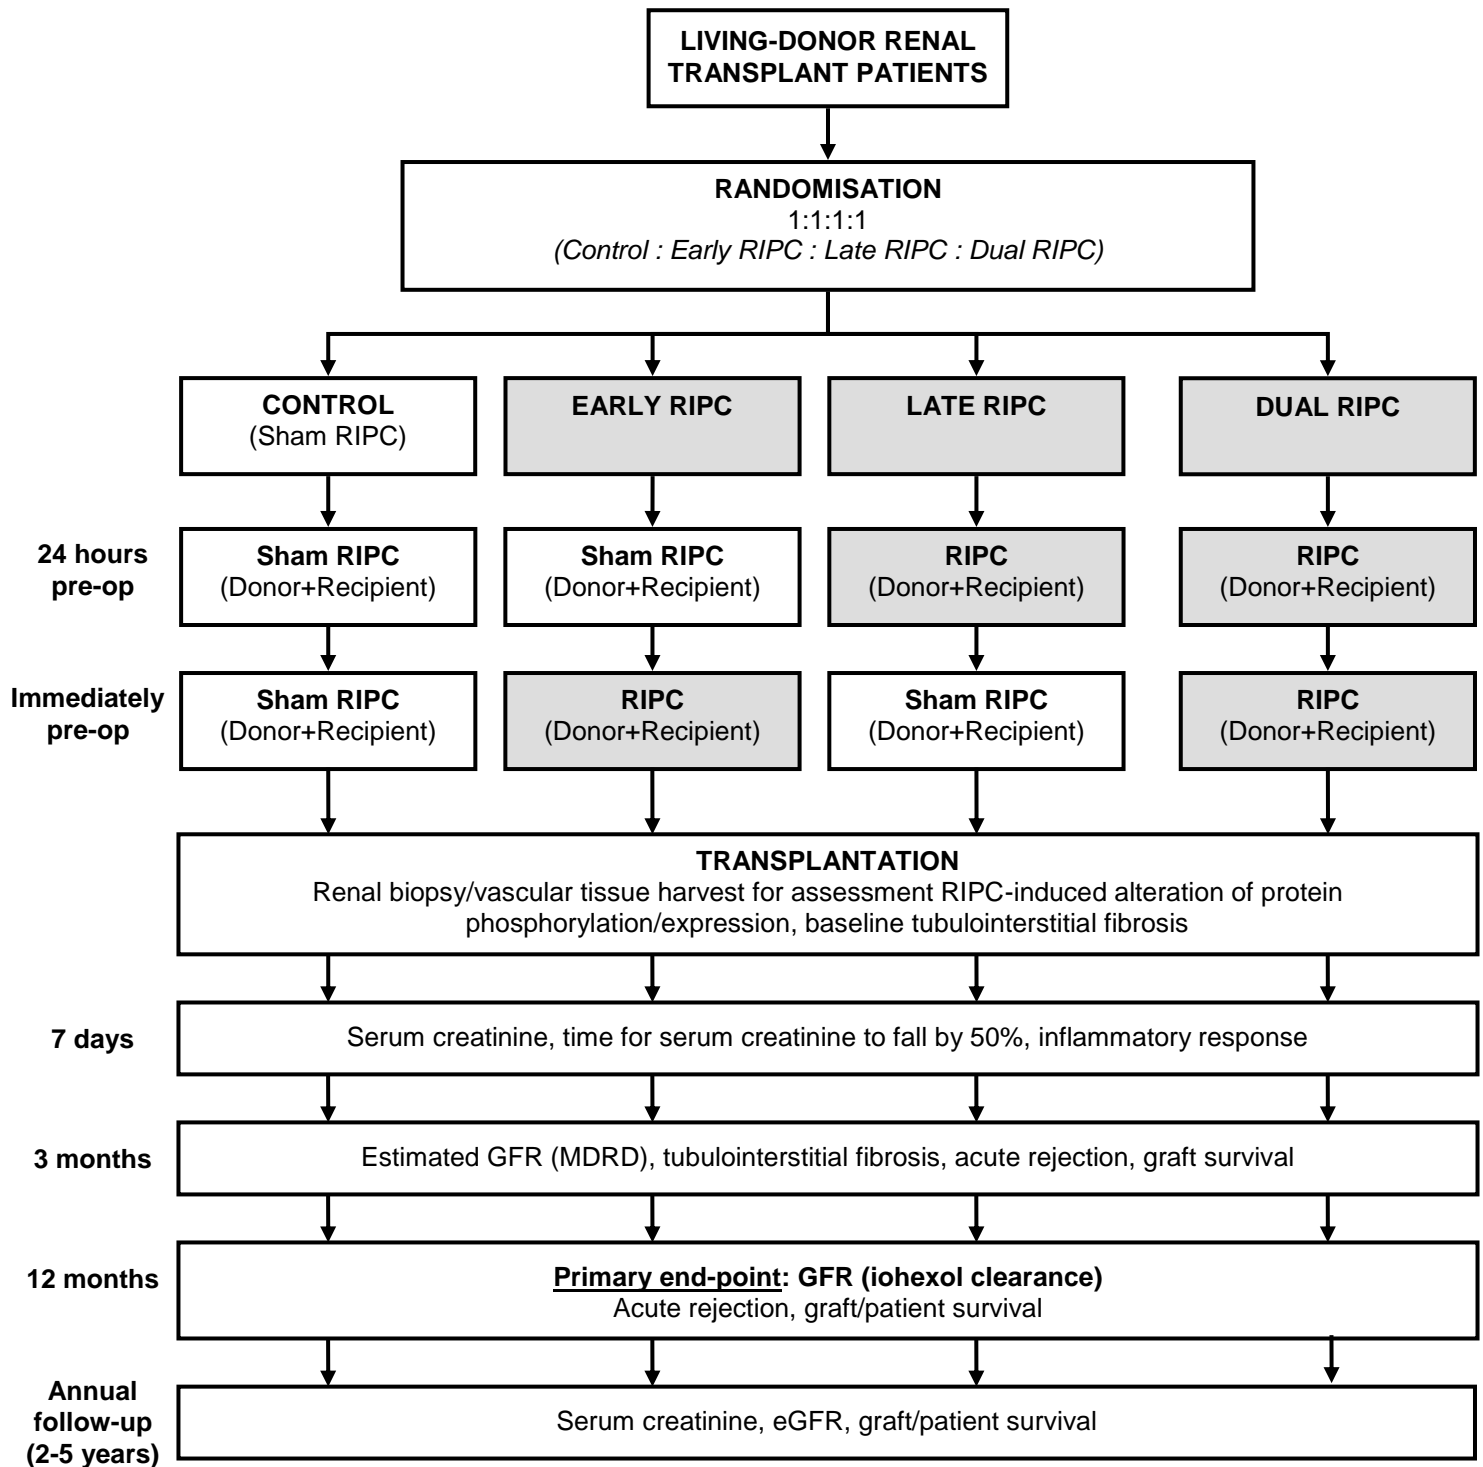 LIVING-DONOR RENAL
TRANSPLANT PATIENTS
RANDOMISATION
1:1:1:1
(Control : Early RIPC : Late RIPC : Dual RIPC)
CONTROL
(Sham RIPC)
EARLY RIPC
LATE RIPC
DUAL RIPC
24 hours
pre-op
Sham RIPC
(Donor+Recipient)
Sham RIPC
(Donor+Recipient)
RIPC
(Donor+Recipient)
RIPC
(Donor+Recipient)
Immediately
pre-op
Sham RIPC
(Donor+Recipient)
RIPC
(Donor+Recipient)
Sham RIPC
(Donor+Recipient)
RIPC
(Donor+Recipient)
TRANSPLANTATION
Renal biopsy/vascular tissue harvest for assessment RIPC-induced alteration of protein
phosphorylation/expression, baseline tubulointerstitial fibrosis
7 days
Serum creatinine, time for serum creatinine to fall by 50%, inflammatory response
3 months
Estimated GFR (MDRD), tubulointerstitial fibrosis, acute rejection, graft survival
12 months
Primary end-point: GFR (iohexol clearance)
Acute rejection, graft/patient survival
Annual
follow-up
(2-5 years)
Serum creatinine, eGFR, graft/patient survival